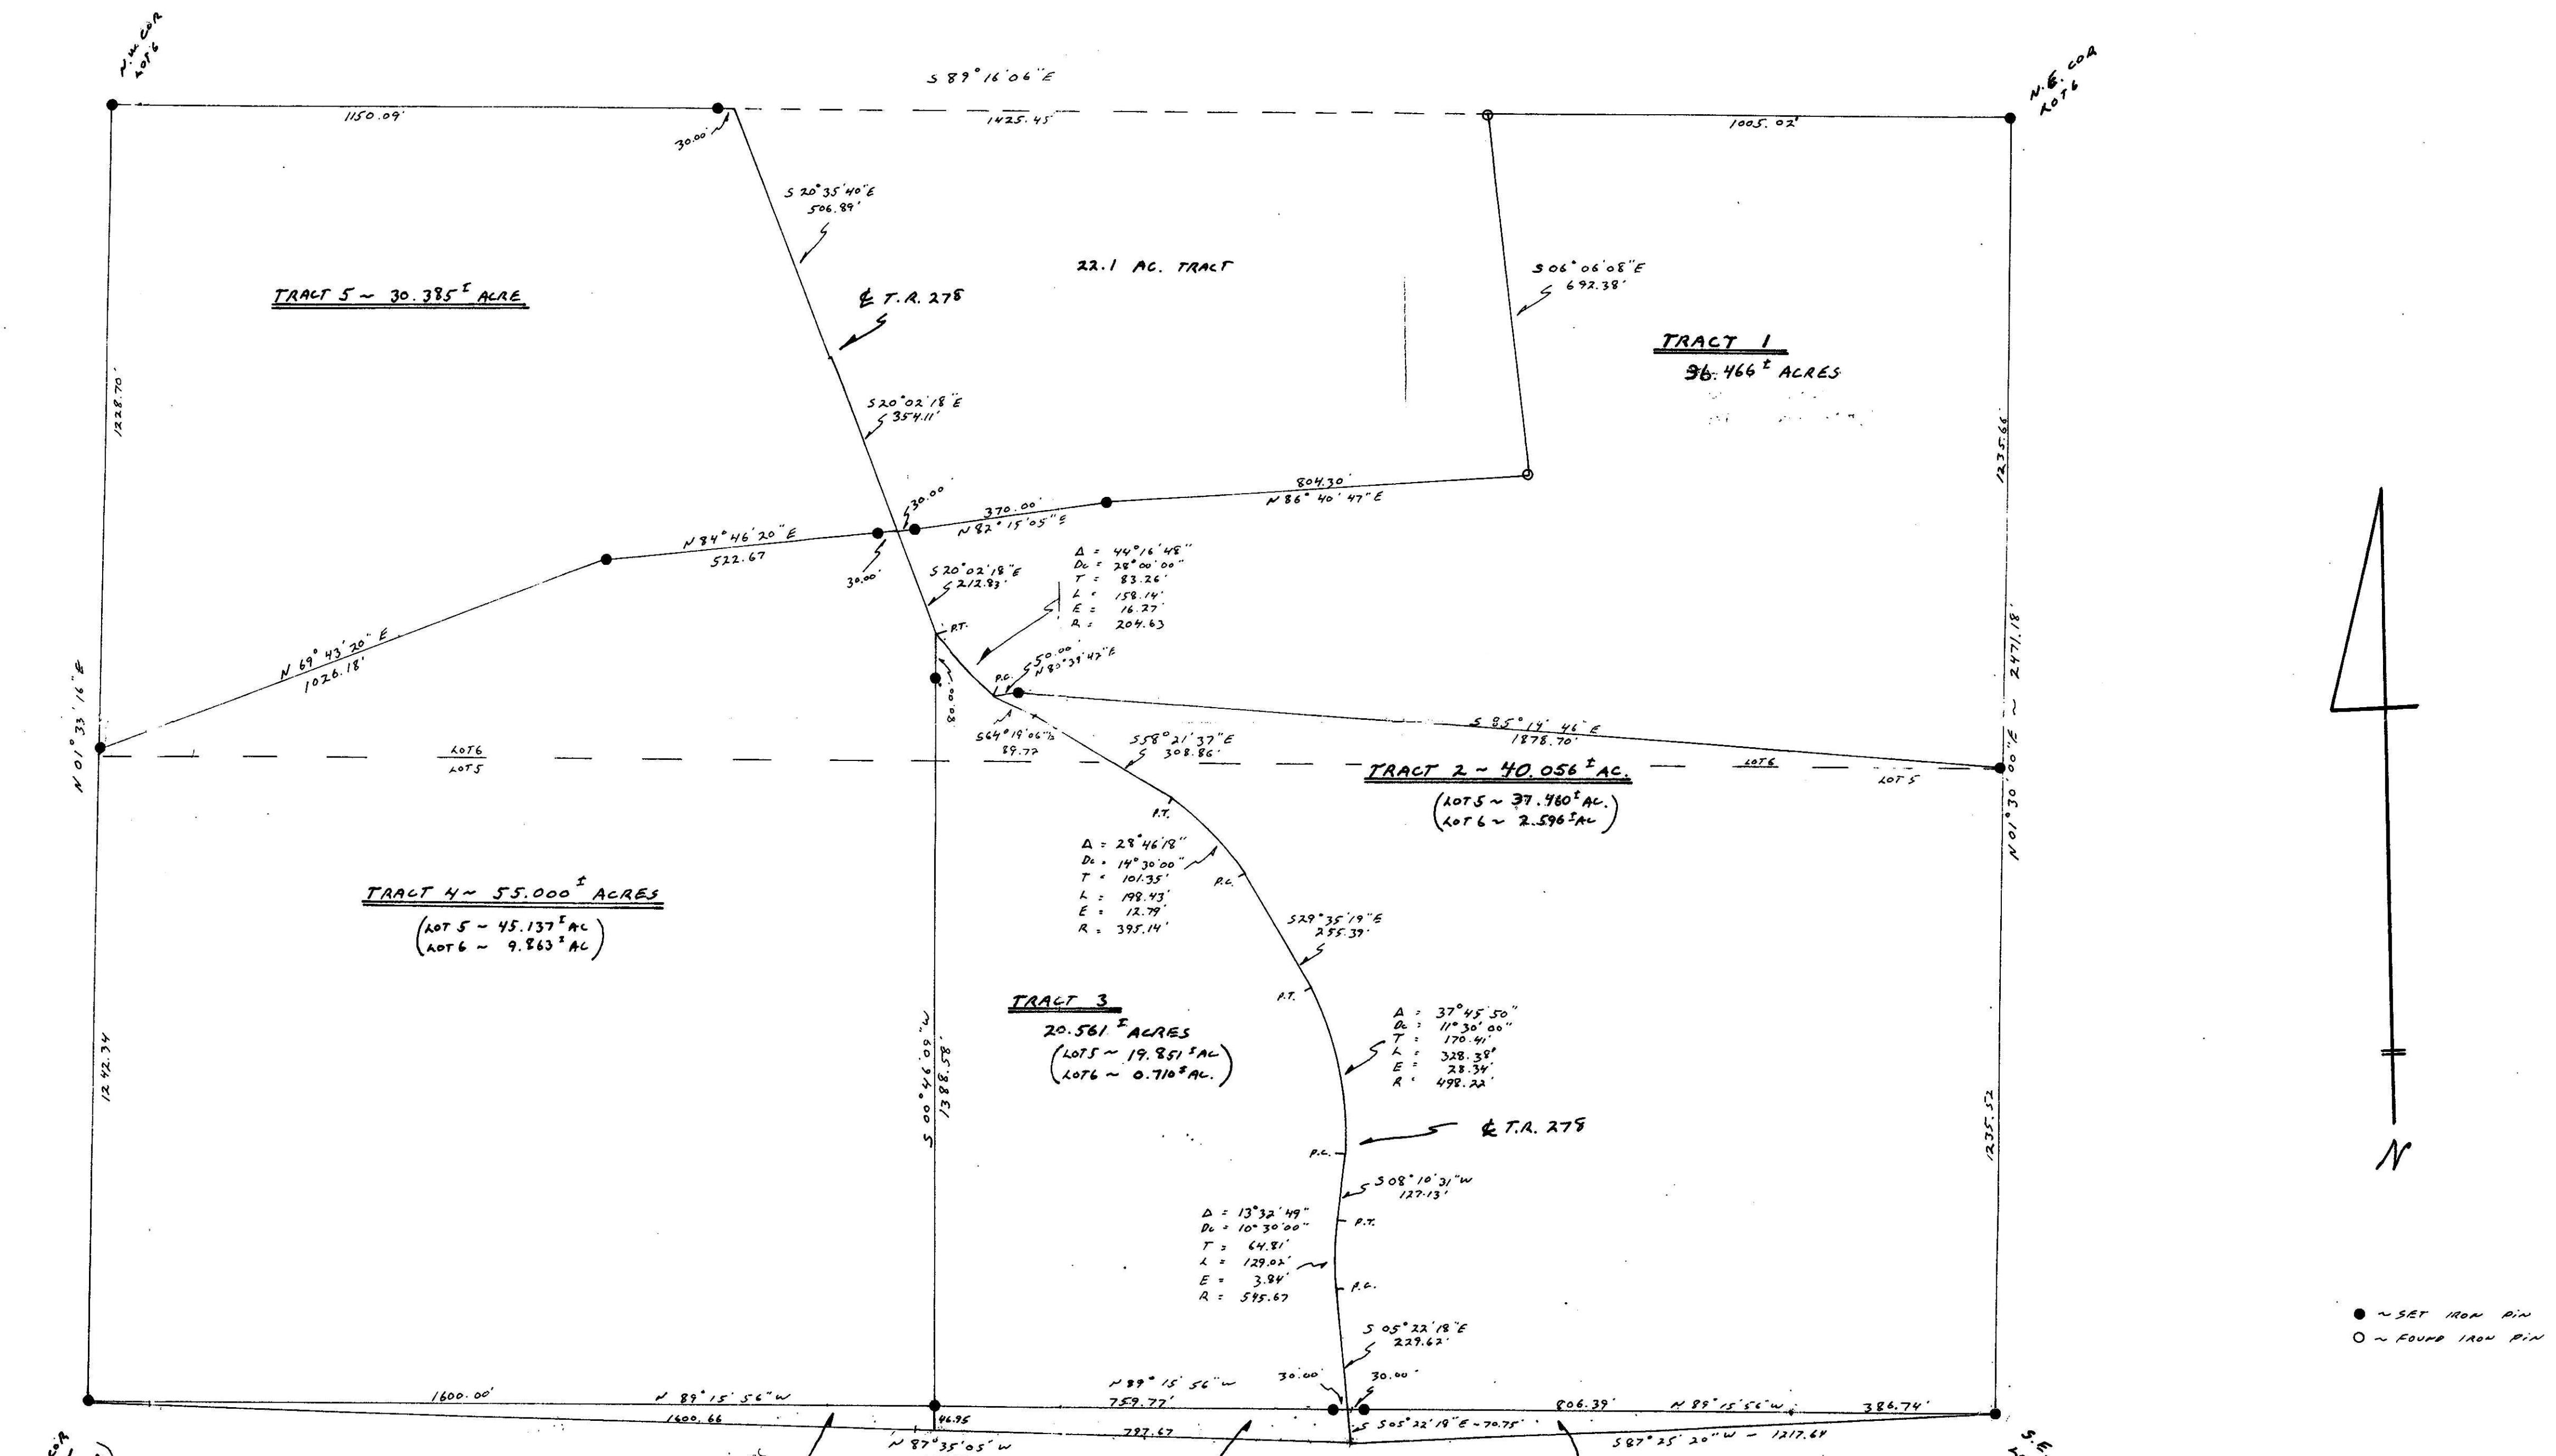 N.W. COR
LOT 6
S 89° 16' 06" E
N.E. COR
LOT 6
1150.09'
30.00'
1425.45'
1005.02'
S 20° 35' 40" E
506.89'
22.1 AC. TRACT
S 06° 06' 08" E
692.38'
TRACT 5 ~ 30.385± ACRE
℄ T.R. 278
TRACT 1
36.466± ACRES
1228.70'
S 20° 02' 18" E
354.11'
1235.66'
804.30'
N 86° 40' 47" E
30.00'
370.00'
N 82° 15' 05" E
N 84° 46' 20" E
522.67
30.00'
Δ = 44° 16' 48"
Dc = 28° 00' 00"
T = 83.26'
L = 158.14'
E = 16.27'
R = 204.63
S 20° 02' 18" E
212.83'
P.T.
N 69° 43' 20" E
1026.18'
50.00'
N 80° 39' 42" E
P.C.
80.00'
N 01° 33' 16" E
N 01° 30' 00" E ~ 2471.18'
S 64° 19' 06" E
89.72
S 58° 21' 37" E
308.86'
S 85° 14' 46" E
1878.70'
LOT 6
LOT 5
LOT 6
LOT 5
TRACT 2 ~ 40.056± AC.
(LOT 5 ~ 37.460± AC.)
(LOT 6 ~ 2.596± AC)
P.T.
Δ = 28° 46' 18"
Dc = 14° 30' 00"
T = 101.35'
L = 198.43'
E = 12.79'
R = 395.14'
P.C.
TRACT 4 ~ 55.000± ACRES
(LOT 5 ~ 45.137± AC)
(LOT 6 ~ 9.863± AC)
S 29° 35' 19" E
255.39'
P.T.
TRACT 3
20.561± ACRES
(LOT 5 ~ 19.851± AC)
(LOT 6 ~ 0.710± AC.)
Δ = 37° 45' 50"
Dc = 11° 30' 00"
T = 170.41'
L = 328.38'
E = 28.34'
R = 498.22'
1242.34
S 00° 46' 09" W
1388.58'
1235.52
℄ T.R. 278
P.C.
N
S 08° 10' 31" W
127.13'
Δ = 13° 32' 49"
Dc = 10° 30' 00"
T = 64.81'
L = 129.02'
E = 3.84'
R = 545.67
P.T.
P.C.
● ~ SET IRON PIN
○ ~ FOUND IRON PIN
S 05° 22' 18" E
229.62'
1600.00'
N 89° 15' 56" W
N 89° 15' 56" W
759.77'
30.00'
30.00'
806.39'
N 89° 15' 56" W
386.74'
1600.66
46.95
797.67
S 05° 22' 18" E ~ 70.75'
N 87° 35' 05" W
S 87° 25' 20" W ~ 1217.64
COR
S.E.